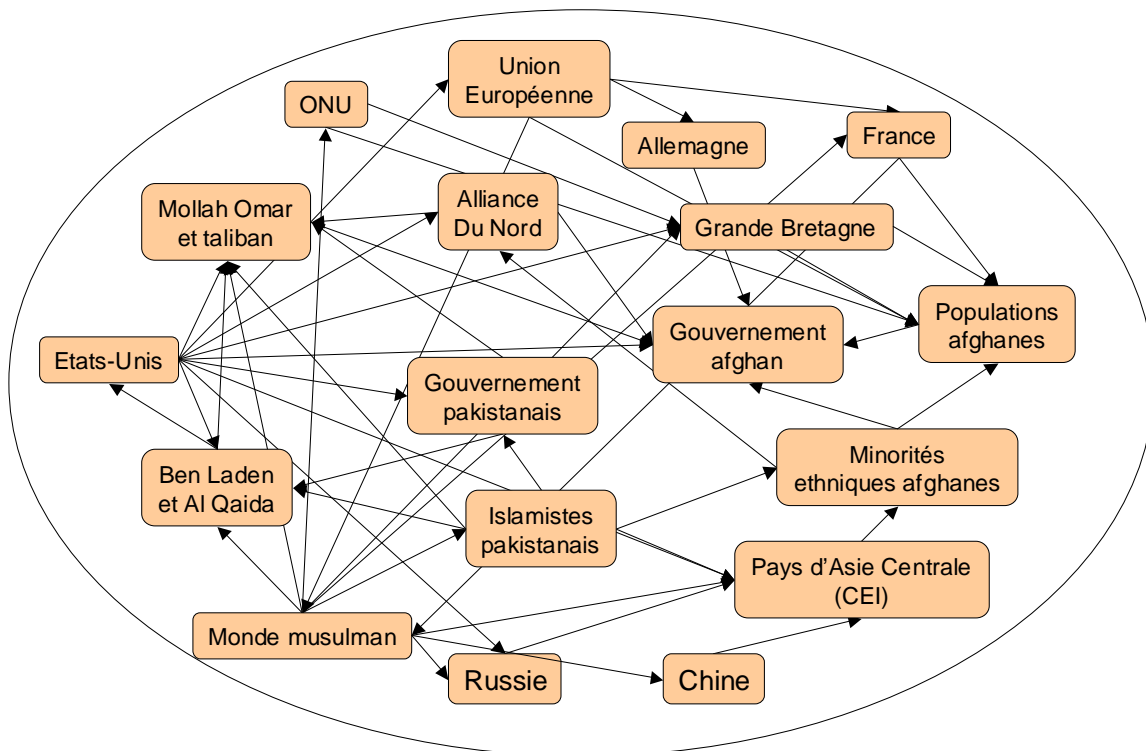 Union
Européenne
ONU
Allemagne
France
Mollah Omar
et taliban
Alliance
Du Nord
Grande Bretagne
Populations
afghanes
Etats-Unis
Gouvernement
afghan
Gouvernement
pakistanais
Minorités
ethniques afghanes
Ben Laden
et Al Qaida
Islamistes
pakistanais
Pays d’Asie Centrale
(CEI)
Monde musulman
Russie
Chine